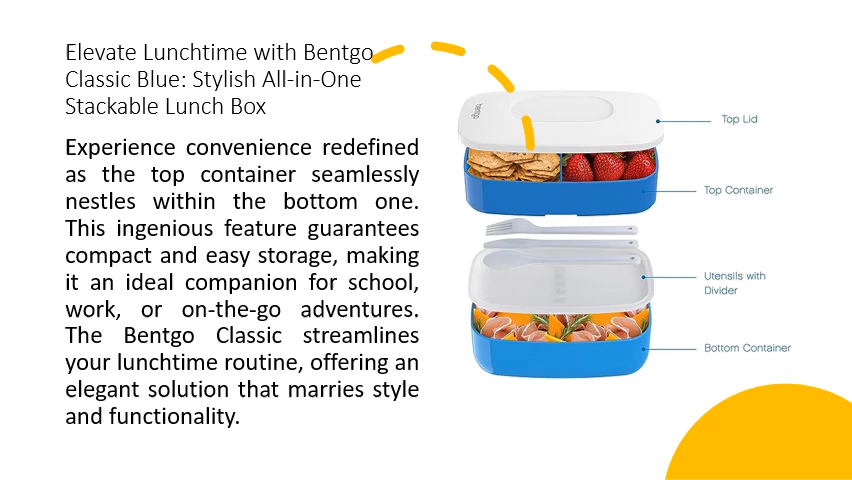 Elevate Lunchtime with Bentgo
Classic Blue: Stylish All-in-One
Stackable Lunch Box
Experience convenience redefined
as the top container seamlessly
nestles within the bottom one.
This ingenious feature guarantees
compact and easy storage, making
it an ideal companion for school,
work, or on-the-go adventures.
The Bentgo Classic streamlines
your lunchtime routine, offering an
elegant solution that marries style
and functionality.
bentgo
Top Lid
Top Container
Utensils with
Divider
Bottom Container